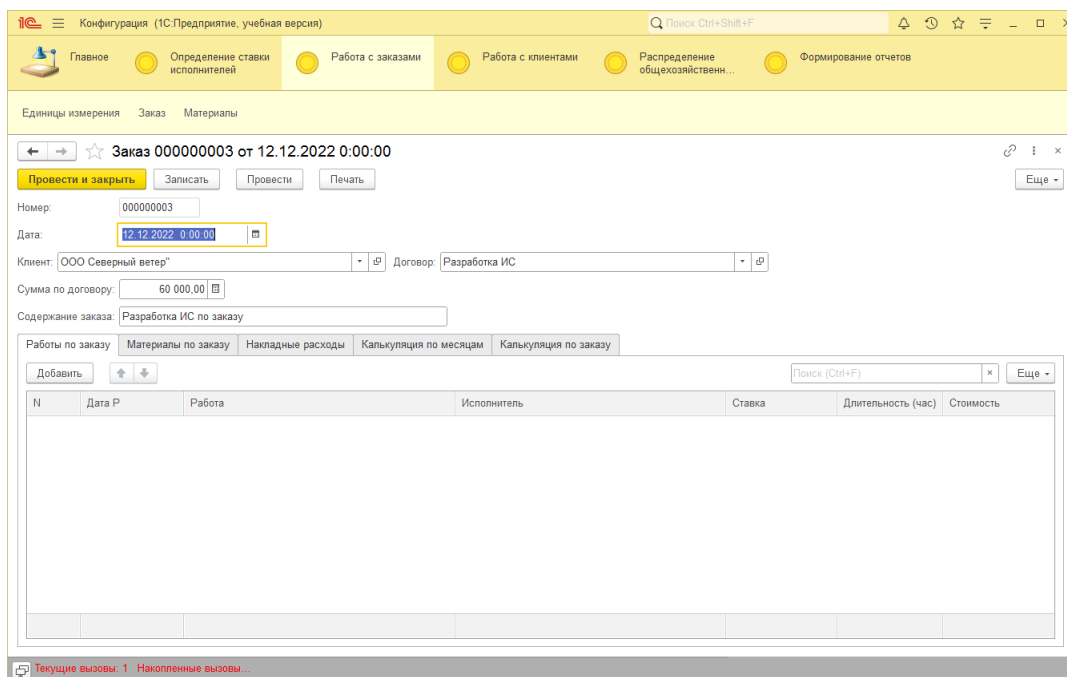 1С Конфигурация (1С:Предприятие, учебная версия) Поиск Ctrl+Shift+F
Главное Определение ставки исполнителей Работа с заказами Работа с клиентами Распределение общехозяйственн... Формирование отчетов
Единицы измерения Заказ Материалы
Заказ 000000003 от 12.12.2022 0:00:00
Провести и закрыть Записать Провести Печать Еще
Номер: 000000003
Дата: 12.12.2022 0:00:00
Клиент: ООО Северный ветер" Договор: Разработка ИС
Сумма по договору: 60 000,00
Содержание заказа: Разработка ИС по заказу
Работы по заказу Материалы по заказу Накладные расходы Калькуляция по месяцам Калькуляция по заказу
Добавить Поиск (Ctrl+F) × Еще
N Дата Р Работа Исполнитель Ставка Длительность (час) Стоимость
Текущие вызовы: 1 Накопленные вызовы...